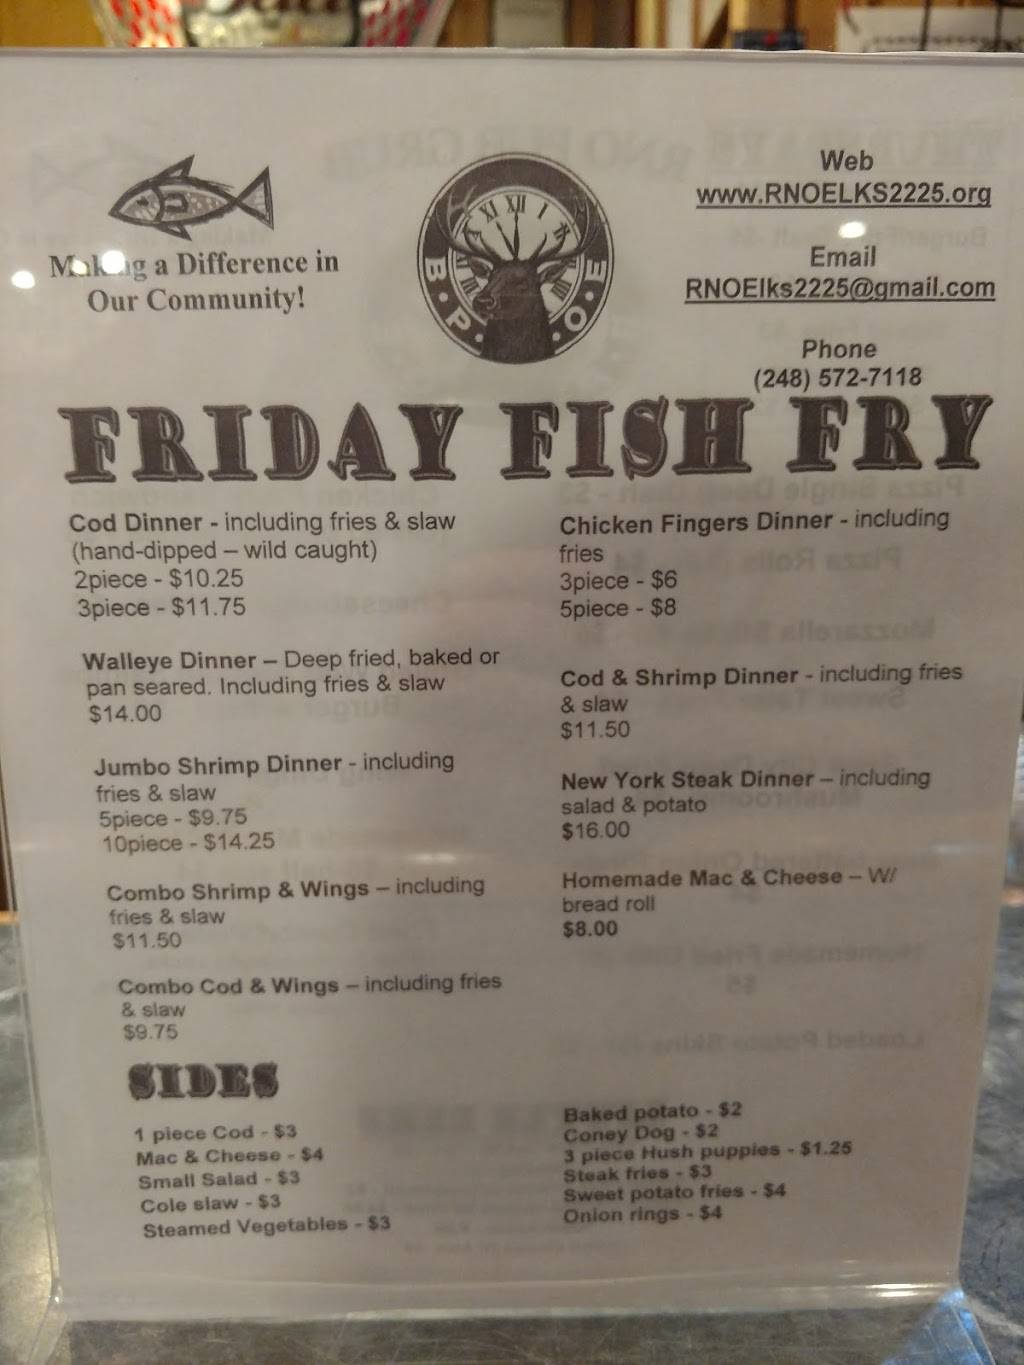 Making a Difference in
Our Community!
XI XII I
B P O E
Web
www.RNOELKS2225.org
Email
RNOElks2225@gmail.com
Phone
(248) 572-7118
FRIDAY FISH FRY
Cod Dinner - including fries & slaw
(hand-dipped – wild caught)
2piece - $10.25
3piece - $11.75
Walleye Dinner – Deep fried, baked or
pan seared. Including fries & slaw
$14.00
Jumbo Shrimp Dinner - including
fries & slaw
5piece - $9.75
10piece - $14.25
Combo Shrimp & Wings – including
fries & slaw
$11.50
Combo Cod & Wings – including fries
& slaw
$9.75
Chicken Fingers Dinner - including
fries
3piece - $6
5piece - $8
Cod & Shrimp Dinner - including fries
& slaw
$11.50
New York Steak Dinner – including
salad & potato
$16.00
Homemade Mac & Cheese – W/
bread roll
$8.00
SIDES
1 piece Cod - $3
Mac & Cheese - $4
Small Salad - $3
Cole slaw - $3
Steamed Vegetables - $3
Baked potato - $2
Coney Dog - $2
3 piece Hush puppies - $1.25
Steak fries - $3
Sweet potato fries - $4
Onion rings - $4